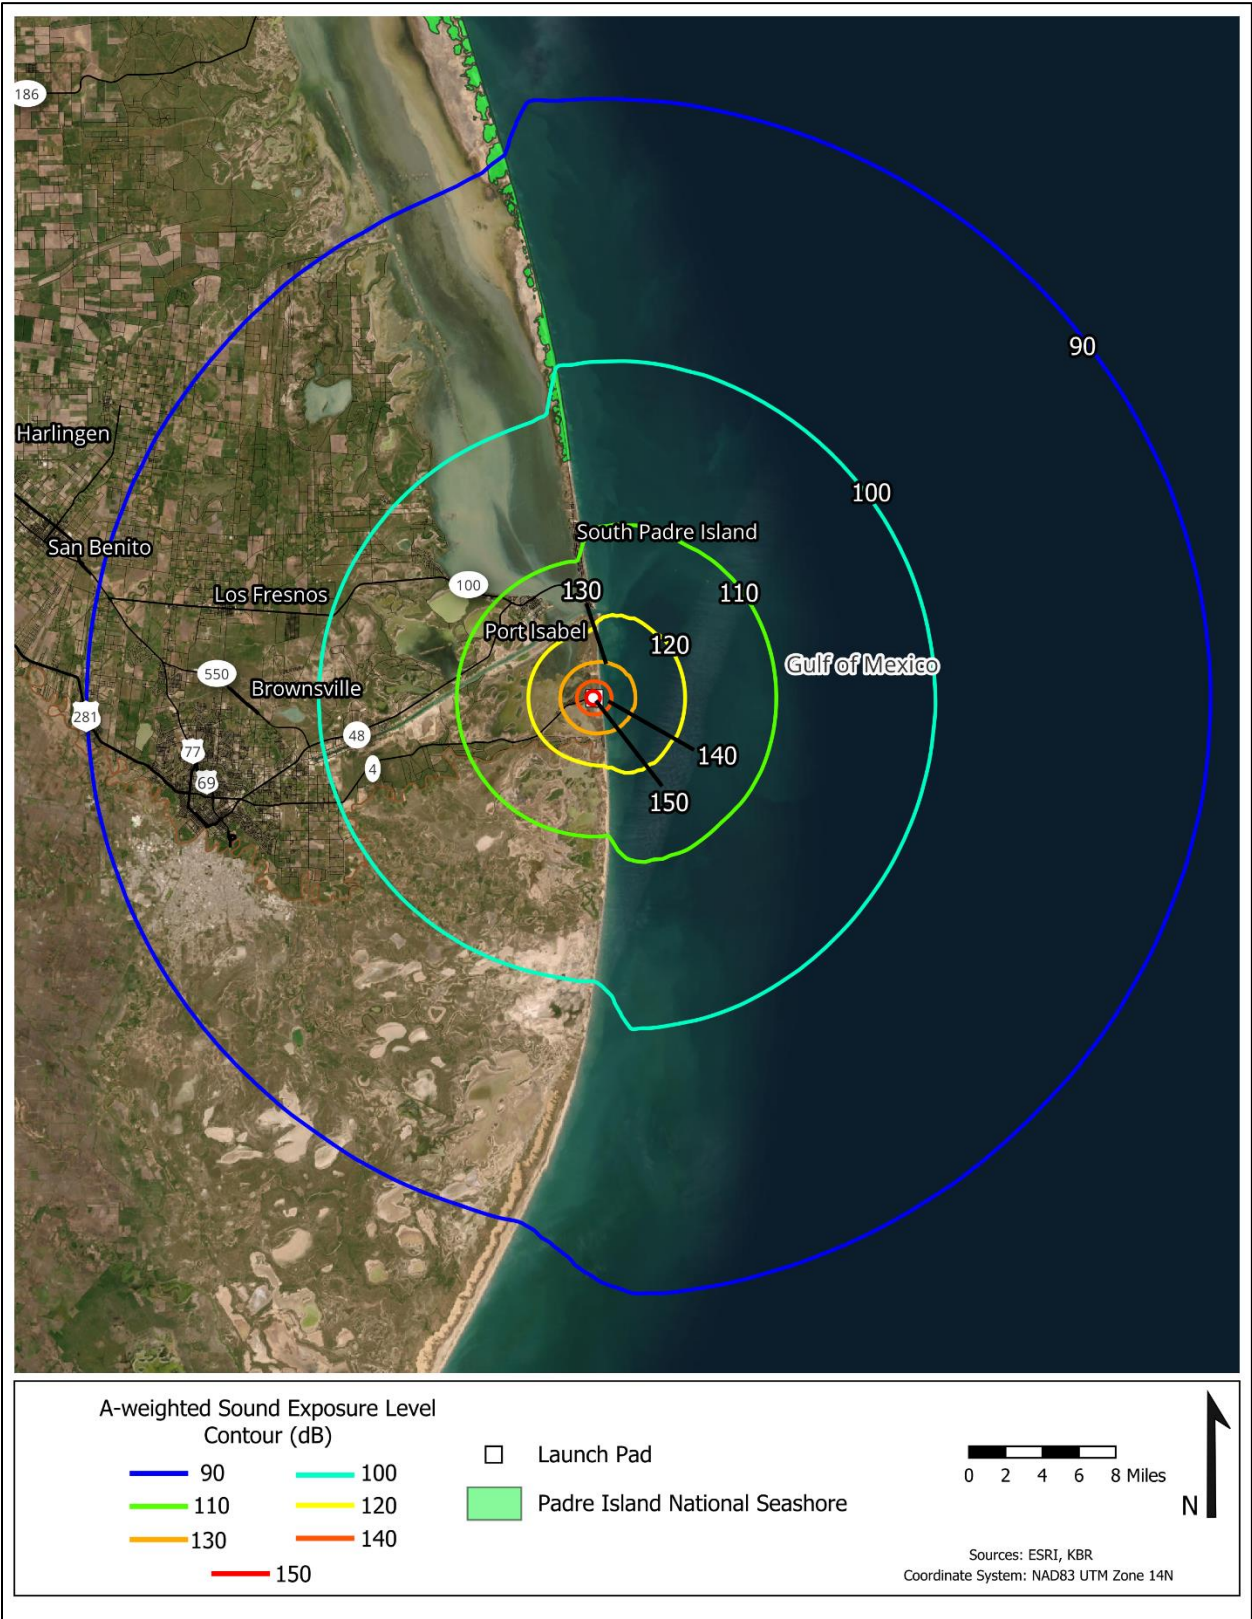 186
90
Harlingen
100
San Benito
South Padre Island
100
130
110
Los Fresnos
Port Isabel
120
Gulf of Mexico
550
Brownsville
281
48
77
140
4
69
150
A-weighted Sound Exposure Level
Contour (dB)
90
100
110
120
130
140
150
Launch Pad
Padre Island National Seashore
0 2 4 6 8 Miles
N
Sources: ESRI, KBR
Coordinate System: NAD83 UTM Zone 14N